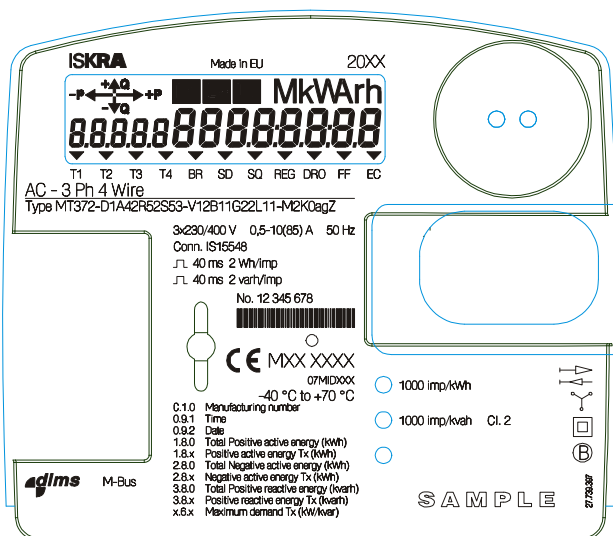 ISKRA Made in EU 20XX
-P +Q +P -Q MkWArh
8.8.8.8.8 8 8 8.8.8.8.8.8
T1 T2 T3 T4 BR SD SQ REG DRO FF EC
AC - 3 Ph 4 Wire
Type MT372-D1A42R52S53-V12B11G22L11-M2K0agZ
3x230/400 V 0,5-10(85) A 50 Hz
Conn. IS15548
40 ms 2 Wh/imp
40 ms 2 varh/imp
No. 12 345 678
CE MXX XXXX
07MIDXXX
-40 °C to +70 °C
1000 imp/kWh
1000 imp/kvah Cl. 2
C.1.0 Manufacturing number
0.9.1 Time
0.9.2 Date
1.8.0 Total Positive active energy (kWh)
1.8.x Positive active energy Tx (kWh)
2.8.0 Total Negative active energy (kWh)
2.8.x Negative active energy Tx (kWh)
3.8.0 Total Positive reactive energy (kvarh)
3.8.x Positive reactive energy Tx (kvarh)
x.6.x Maximum demand Tx (kW/kvar)
dlms M-Bus
B
SAMPLE
27.739.397